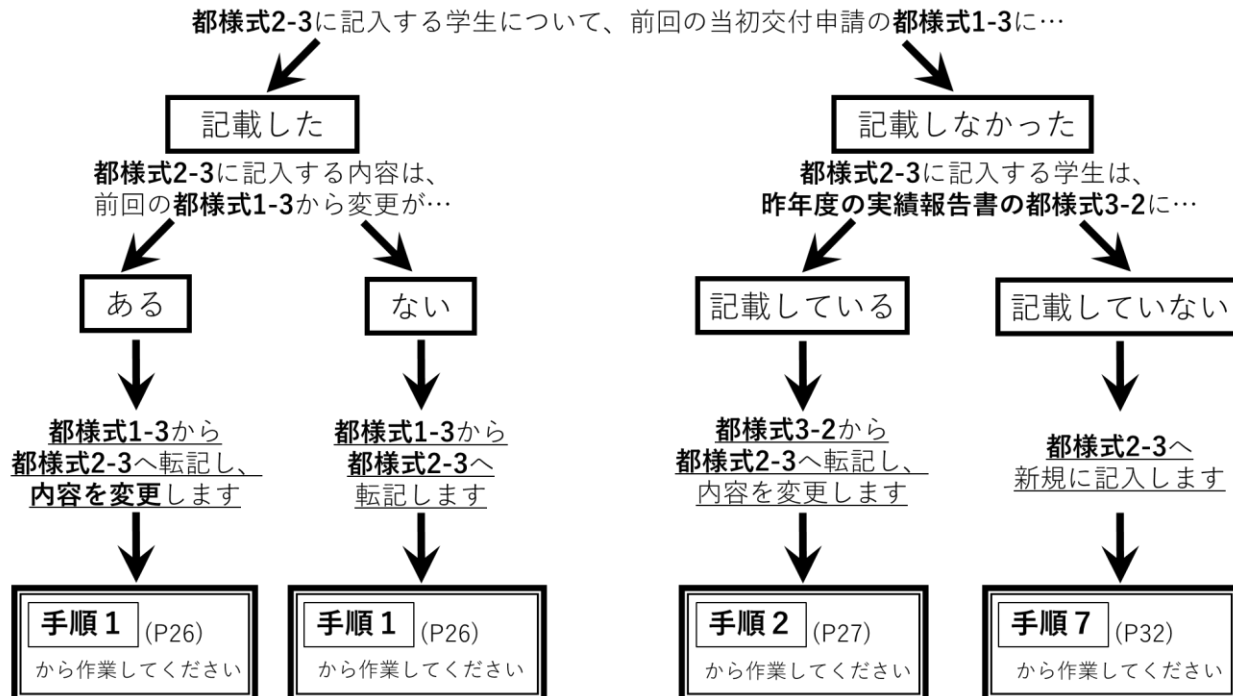 都様式2-3に記入する学生について、前回の当初交付申請の都様式1-3に…
記載した
記載しなかった
都様式2-3に記入する内容は、
前回の都様式1-3から変更が…
都様式2-3に記入する学生は、
昨年度の実績報告書の都様式3-2に…
ある
ない
記載している
記載していない
都様式1-3から
都様式2-3へ転記し、
内容を変更します
都様式1-3から
都様式2-3へ
転記します
都様式3-2から
都様式2-3へ転記し、
内容を変更します
都様式2-3へ
新規に記入します
手順1 (P26)
から作業してください
手順1 (P26)
から作業してください
手順2 (P27)
から作業してください
手順7 (P32)
から作業してください